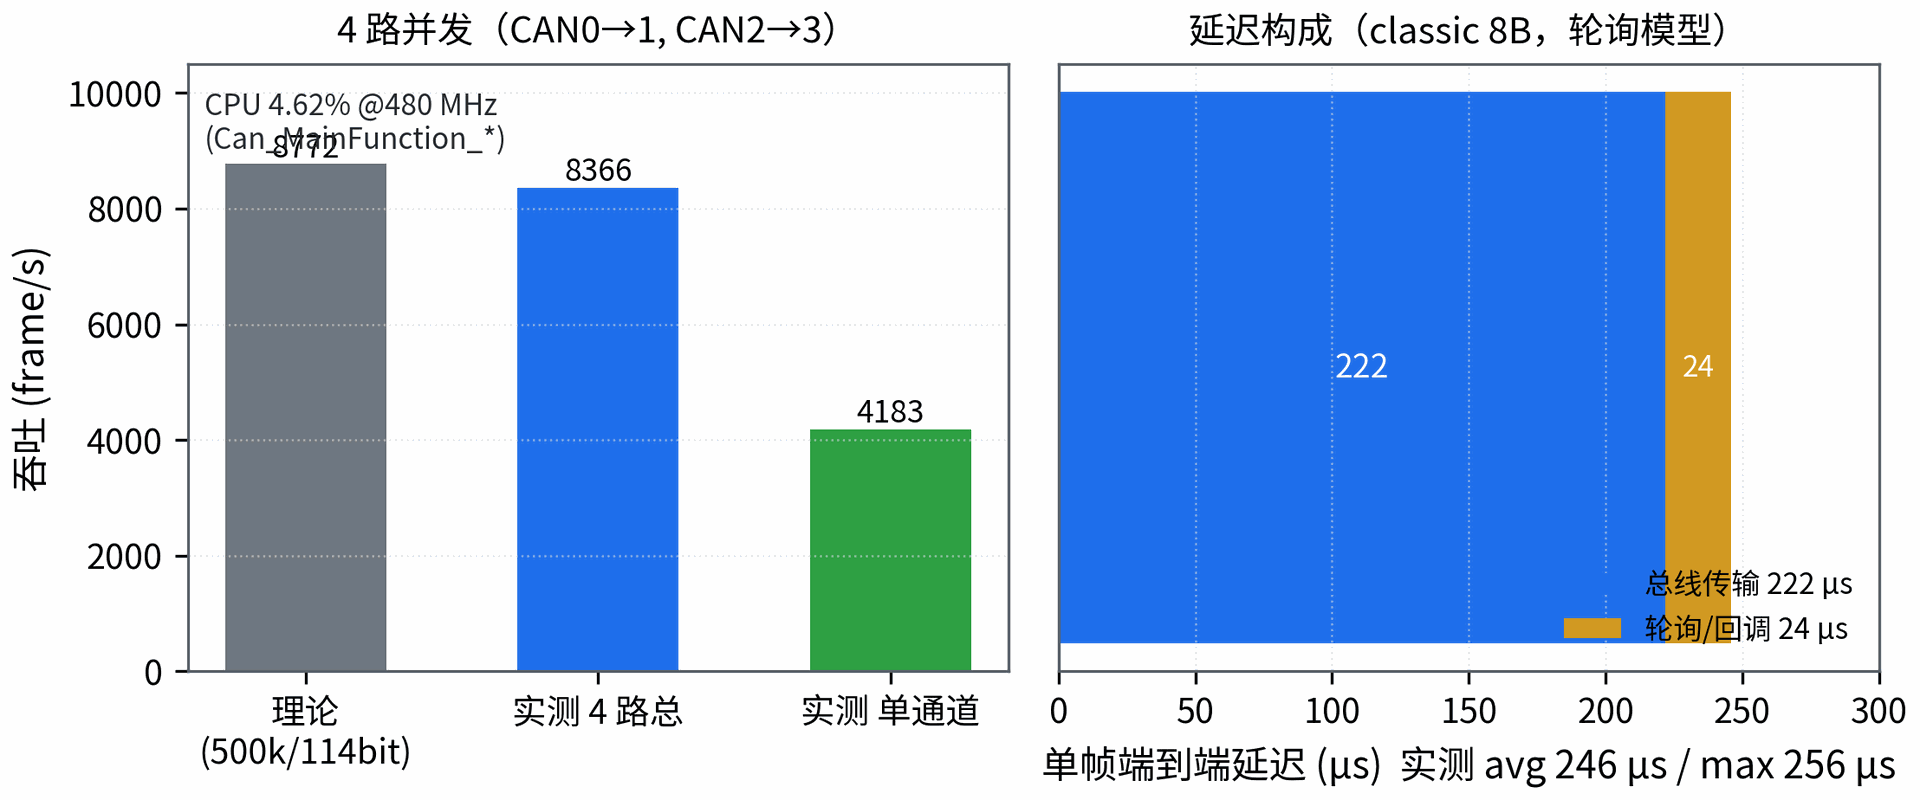 4 路并发（CAN0→1, CAN2→3）
CPU 4.62% @480 MHz
(Can_MainFunction_*)
8772
8366
4183
10000
8000
6000
4000
2000
0
吞吐 (frame/s)
理论
(500k/114bit)
实测 4 路总
实测 单通道
延迟构成（classic 8B，轮询模型）
222
24
总线传输 222 μs
轮询/回调 24 μs
0
50
100
150
200
250
300
单帧端到端延迟 (μs)  实测 avg 246 μs / max 256 μs